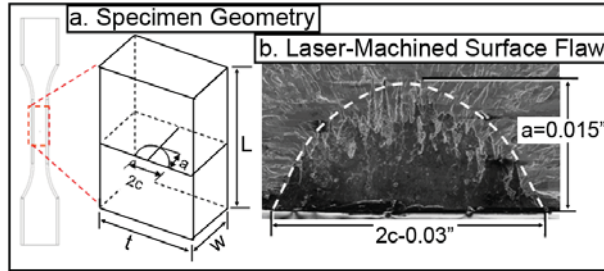 a. Specimen Geometry
b. Laser-Machined Surface Flaw
L
a
2c
t
W
a=0.015”
2c-0.03”